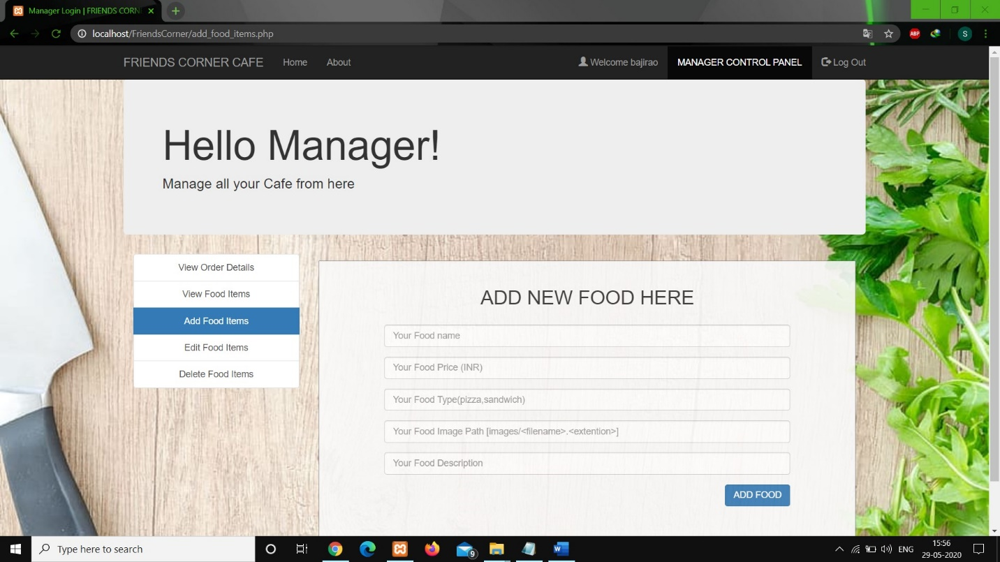 Manager Login | FRIENDS CORN
localhost/FriendsCorner/add_food_items.php
ABP
S
FRIENDS CORNER CAFE Home About Welcome bajirao MANAGER CONTROL PANEL Log Out
Hello Manager!
Manage all your Cafe from here
View Order Details
View Food Items
Add Food Items
Edit Food Items
Delete Food Items
ADD NEW FOOD HERE
Your Food name
Your Food Price (INR)
Your Food Type(pizza,sandwich)
Your Food Image Path [images/<filename>.<extention>]
Your Food Description
ADD FOOD
Type here to search
9
ENG
15:56
29-05-2020